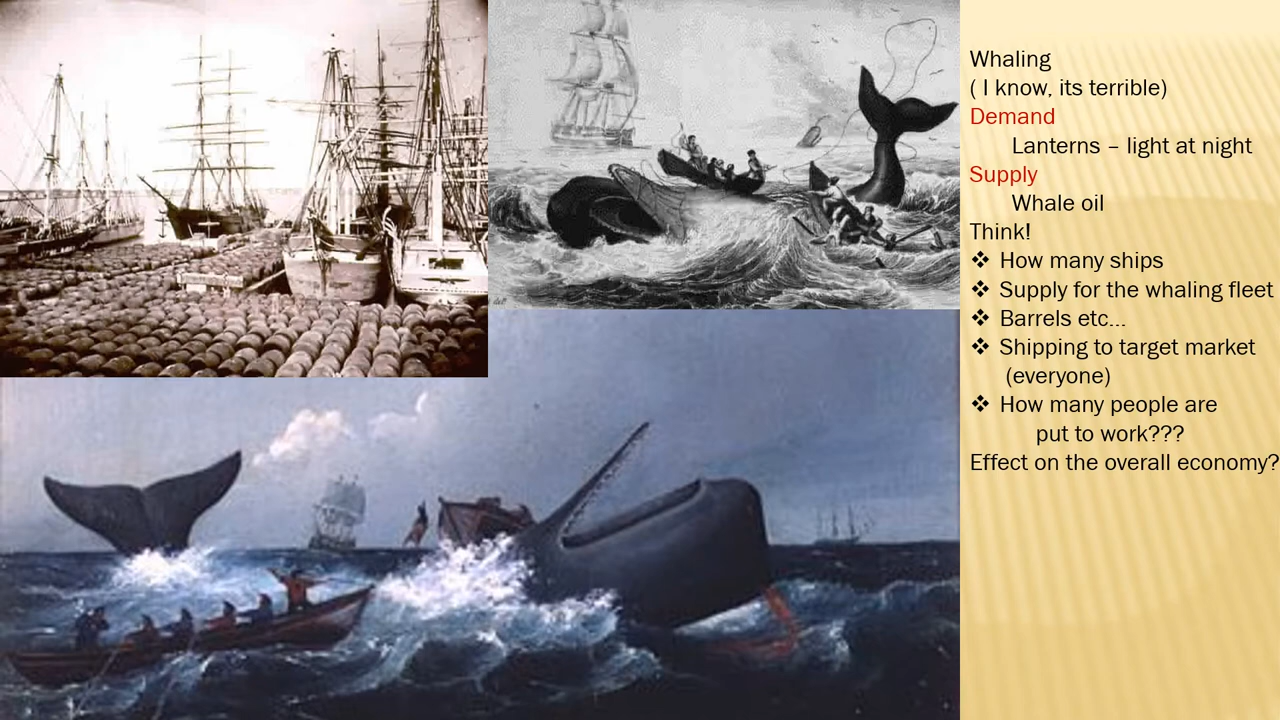 Whaling
( I know, its terrible)
Demand
Lanterns – light at night
Supply
Whale oil
Think!
❖ How many ships
❖ Supply for the whaling fleet
❖ Barrels etc…
❖ Shipping to target market
(everyone)
❖ How many people are
put to work???
Effect on the overall economy?